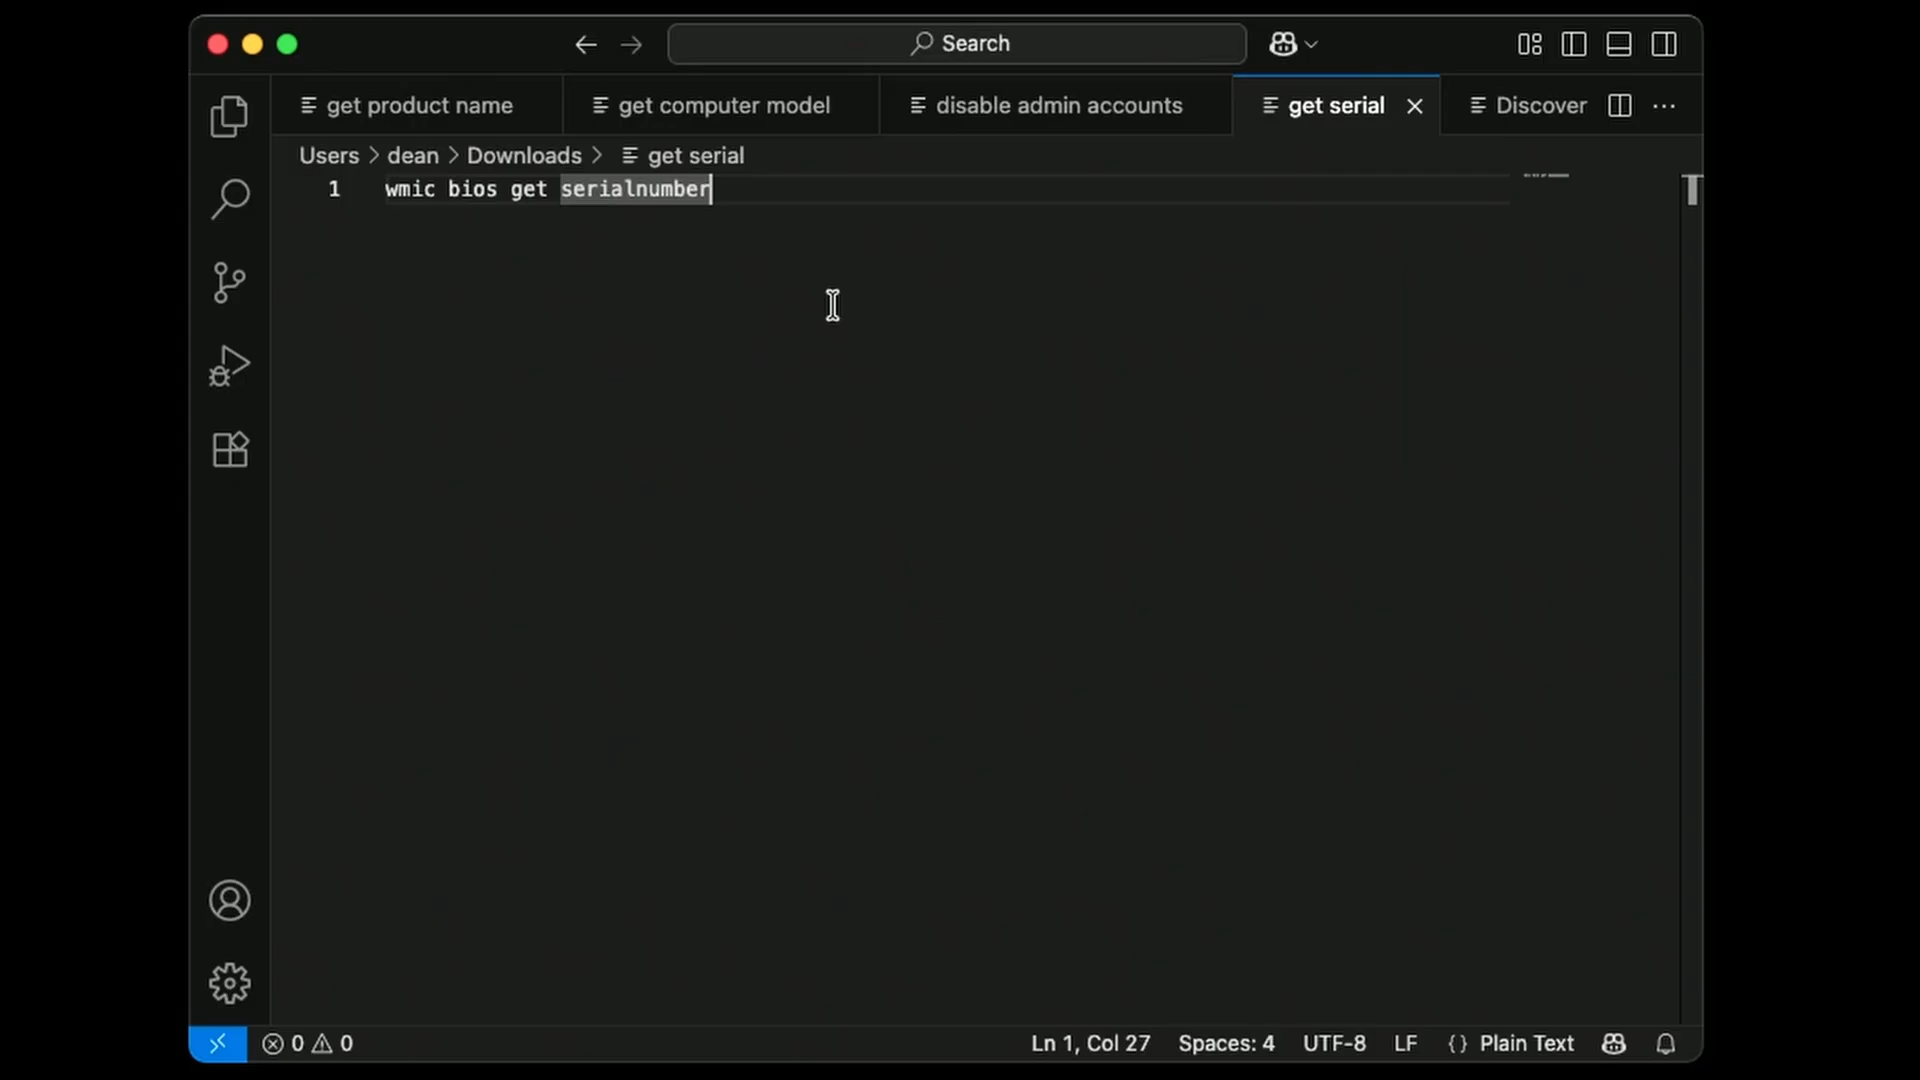 Search
get product name
get computer model
disable admin accounts
get serial
Discover
Users > dean > Downloads > get serial
1 wmic bios get serialnumber
0 0
Ln 1, Col 27 Spaces: 4 UTF-8 LF {} Plain Text